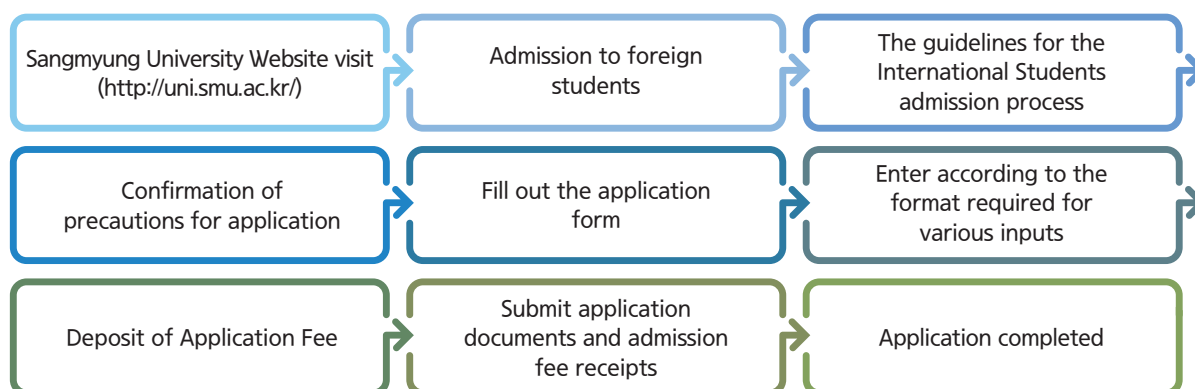 Sangmyung University Website visit
(http://uni.smu.ac.kr/)
Admission to foreign
students
The guidelines for the
International Students
admission process
Confirmation of
precautions for application
Fill out the application
form
Enter according to the
format required for
various inputs
Deposit of Application Fee
Submit application
documents and admission
fee receipts
Application completed